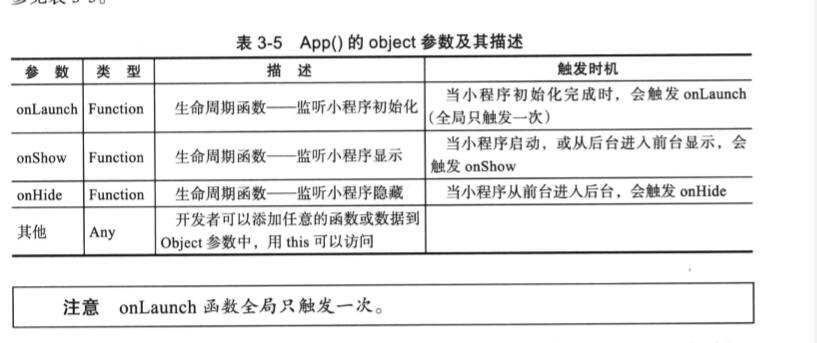 表 3-5 App() 的 object 参数及其描述
参 数 类 型 描 述 触发时机
onLaunch Function 生命周期函数——监听小程序初始化 当小程序初始化完成时，会触发 onLaunch
（全局只触发一次）
onShow Function 生命周期函数——监听小程序显示 当小程序启动，或从后台进入前台显示，会
触发 onShow
onHide Function 生命周期函数——监听小程序隐藏 当小程序从前台进入后台，会触发 onHide
其他 Any 开发者可以添加任意的函数或数据到
Object 参数中，用 this 可以访问
注意 onLaunch 函数全局只触发一次。